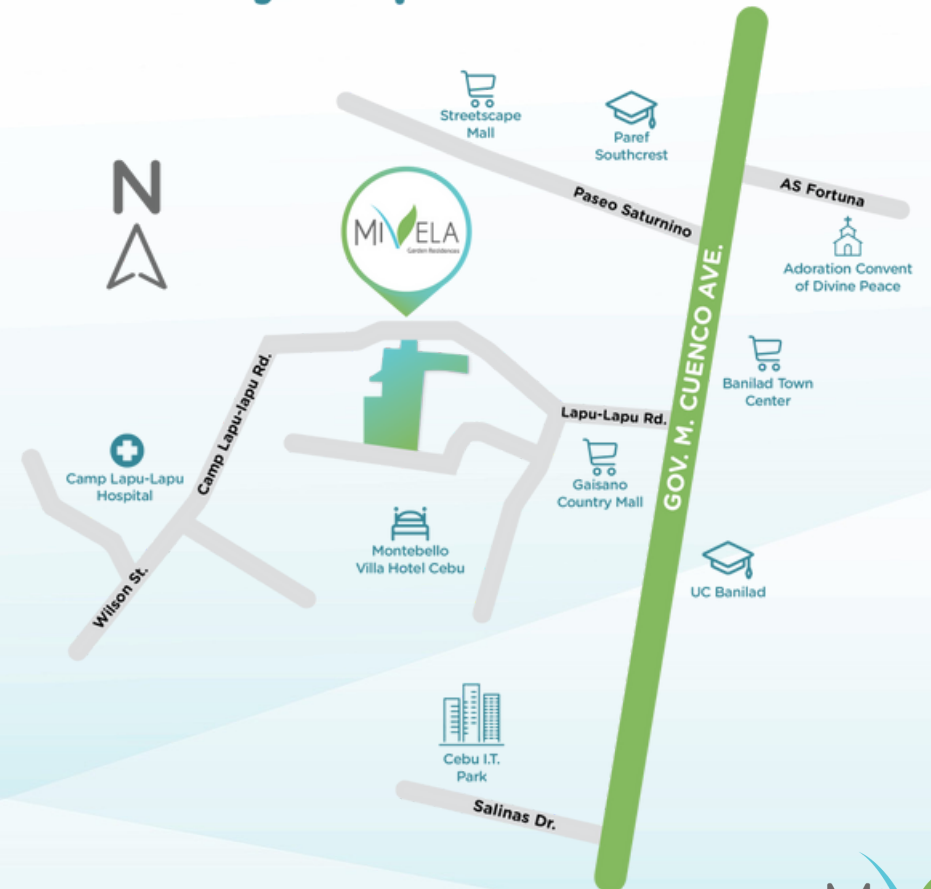 N
Streetscape
Mall
Paref
Southcrest
Paseo Saturnino
AS Fortuna
Adoration Convent
of Divine Peace
MIVELA
Garden Residences
GOV. M. CUENCO AVE.
Banilad Town
Center
Camp Lapu-lapu Rd.
Lapu-Lapu Rd.
Camp Lapu-Lapu
Hospital
Gaisano
Country Mall
Montebello
Villa Hotel Cebu
UC Banilad
Wilson St.
Cebu I.T.
Park
Salinas Dr.